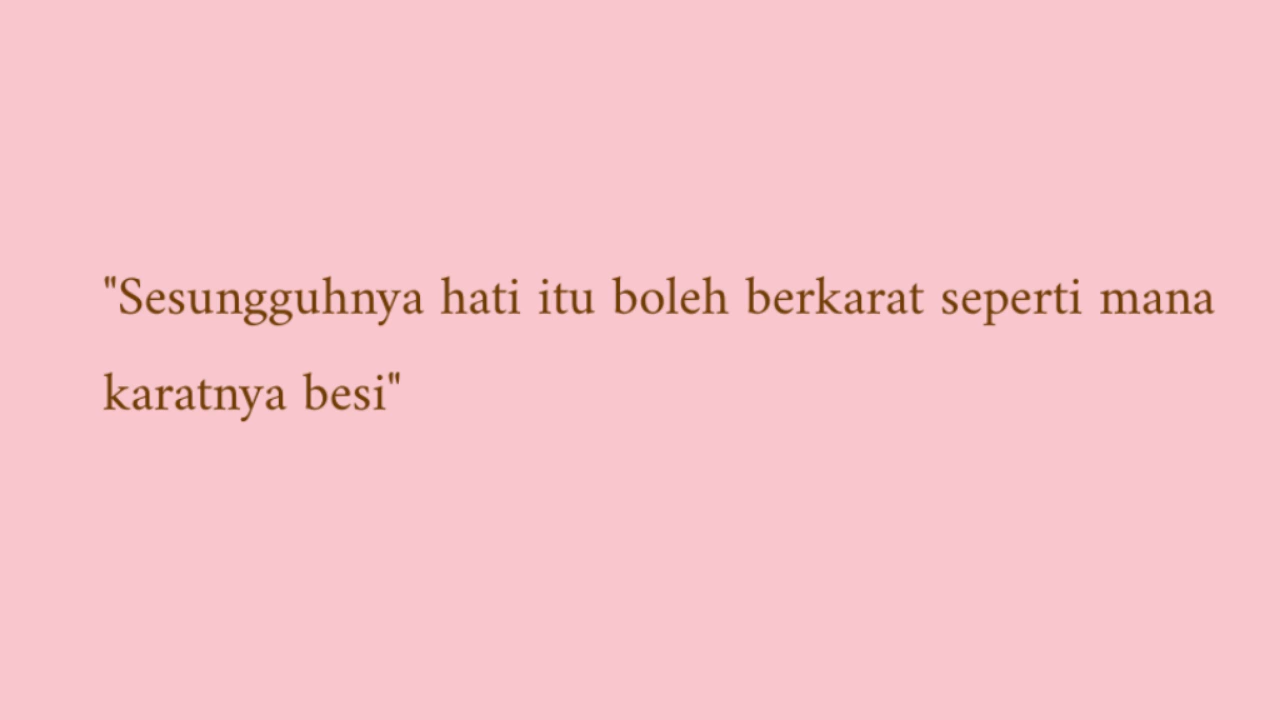 "Sesungguhnya hati itu boleh berkarat seperti mana
karatnya besi"